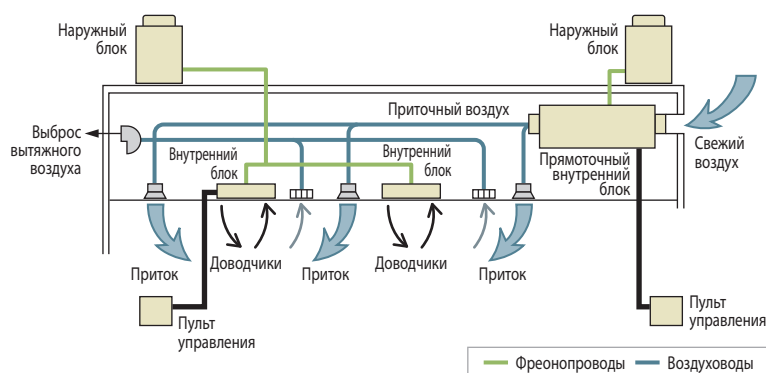 Наружный
блок
Наружный
блок
Приточный воздух
Выброс
вытяжного
воздуха
Внутренний
блок
Внутренний
блок
Прямоточный
внутренний
блок
Свежий
воздух
Приток
Доводчики
Приток
Доводчики
Приток
Пульт
управления
Пульт
управления
Фреонопроводы
Воздуховоды